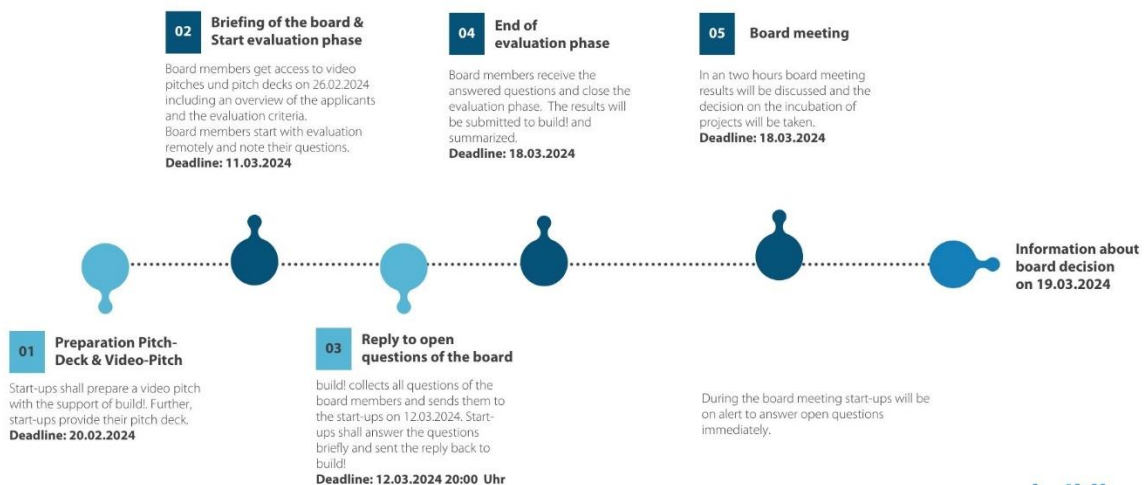 02
Briefing of the board &
Start evaluation phase
Board members get access to video
pitches und pitch decks on 26.02.2024
including an overview of the applicants
and the evaluation criteria.
Board members start with evaluation
remotely and note their questions.
Deadline: 11.03.2024
04
End of
evaluation phase
Board members receive the
answered questions and close the
evaluation phase. The results will
be submitted to build! and
summarized.
Deadline: 18.03.2024
05
Board meeting
In an two hours board meeting
results will be discussed and the
decision on the incubation of
projects will be taken.
Deadline: 18.03.2024
Information about
board decision
on 19.03.2024
01
Preparation Pitch-
Deck & Video-Pitch
Start-ups shall prepare a video pitch
with the support of build!. Further,
start-ups provide their pitch deck.
Deadline: 20.02.2024
03
Reply to open
questions of the board
build! collects all questions of the
board members and sends them to
the start-ups on 12.03.2024. Start-
ups shall answer the questions
briefly and sent the reply back to
build!
Deadline: 12.03.2024 20:00 Uhr
During the board meeting start-ups will be
on alert to answer open questions
immediately.